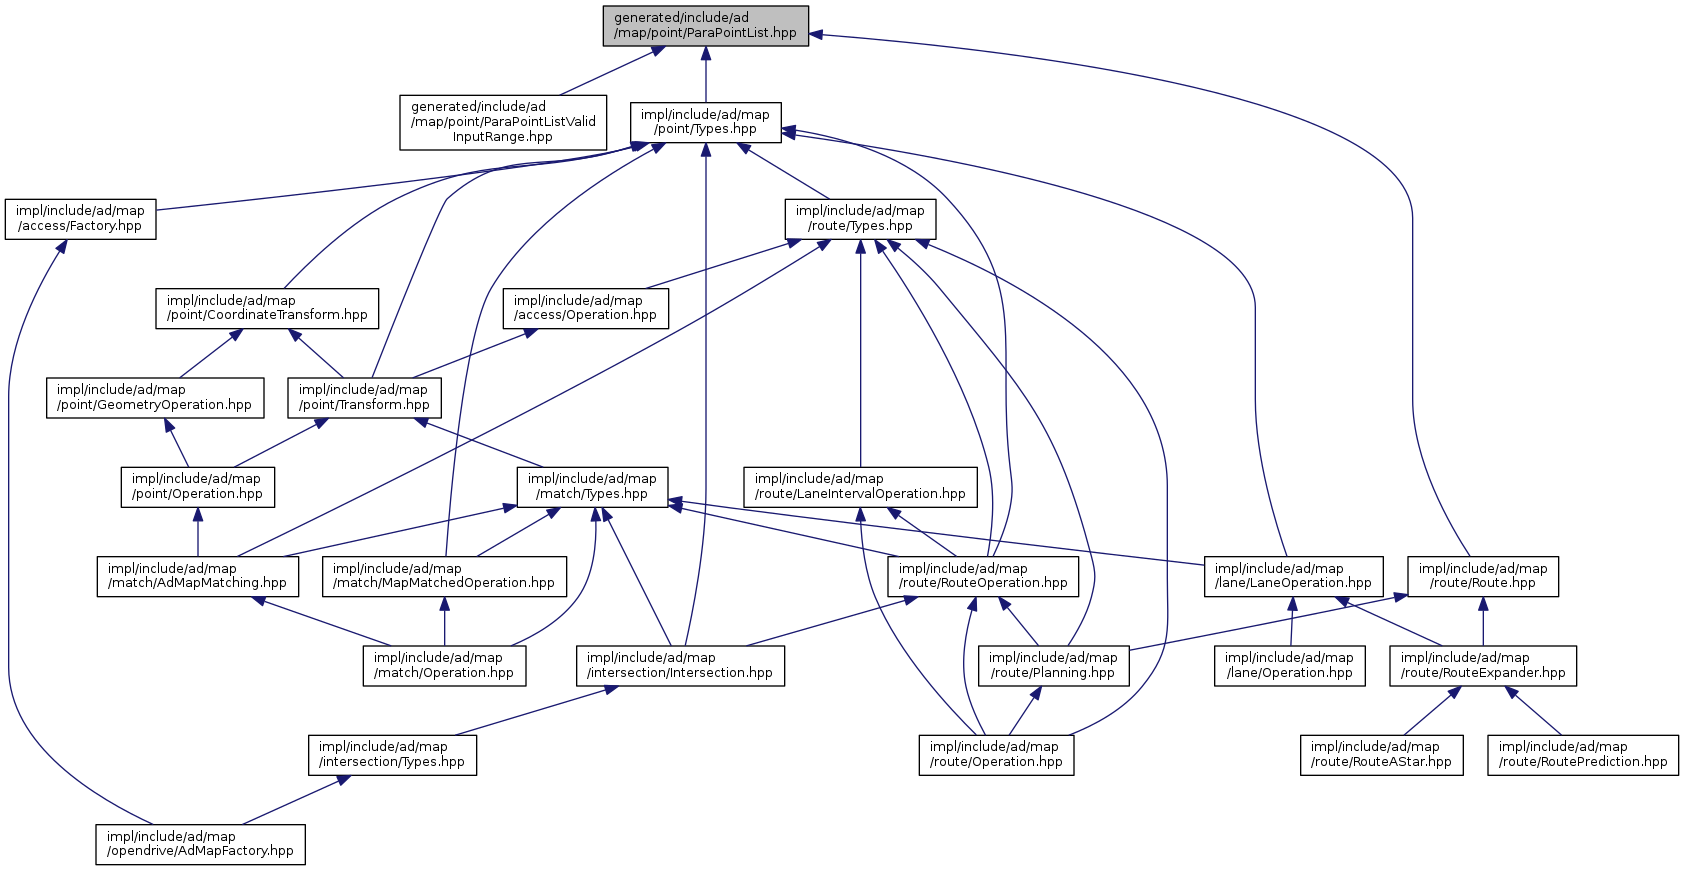 generated/include/ad
/map/point/ParaPointList.hpp
generated/include/ad
/map/point/ParaPointListValid
InputRange.hpp
impl/include/ad/map
/point/Types.hpp
impl/include/ad/map
/access/Factory.hpp
impl/include/ad/map
/route/Types.hpp
impl/include/ad/map
/point/CoordinateTransform.hpp
impl/include/ad/map
/access/Operation.hpp
impl/include/ad/map
/point/GeometryOperation.hpp
impl/include/ad/map
/point/Transform.hpp
impl/include/ad/map
/point/Operation.hpp
impl/include/ad/map
/match/Types.hpp
impl/include/ad/map
/route/LaneIntervalOperation.hpp
impl/include/ad/map
/match/AdMapMatching.hpp
impl/include/ad/map
/match/MapMatchedOperation.hpp
impl/include/ad/map
/route/RouteOperation.hpp
impl/include/ad/map
/lane/LaneOperation.hpp
impl/include/ad/map
/route/Route.hpp
impl/include/ad/map
/match/Operation.hpp
impl/include/ad/map
/intersection/Intersection.hpp
impl/include/ad/map
/route/Planning.hpp
impl/include/ad/map
/lane/Operation.hpp
impl/include/ad/map
/route/RouteExpander.hpp
impl/include/ad/map
/intersection/Types.hpp
impl/include/ad/map
/route/Operation.hpp
impl/include/ad/map
/route/RouteAStar.hpp
impl/include/ad/map
/route/RoutePrediction.hpp
impl/include/ad/map
/opendrive/AdMapFactory.hpp